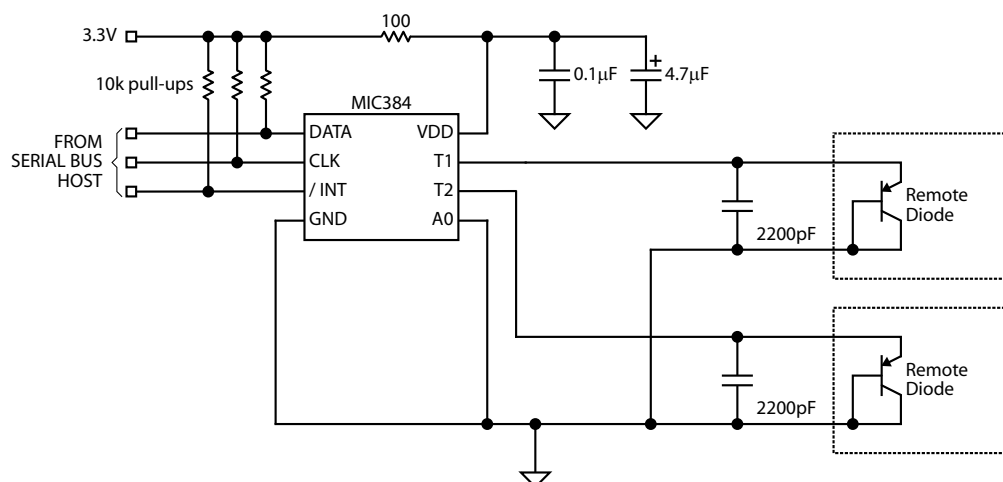 100
3.3V
10k pull-ups
0.1µF
4.7µF
+
MIC384
FROM
SERIAL BUS
HOST
DATA
VDD
CLK
T1
/ INT
T2
GND
A0
Remote
Diode
2200pF
Remote
Diode
2200pF